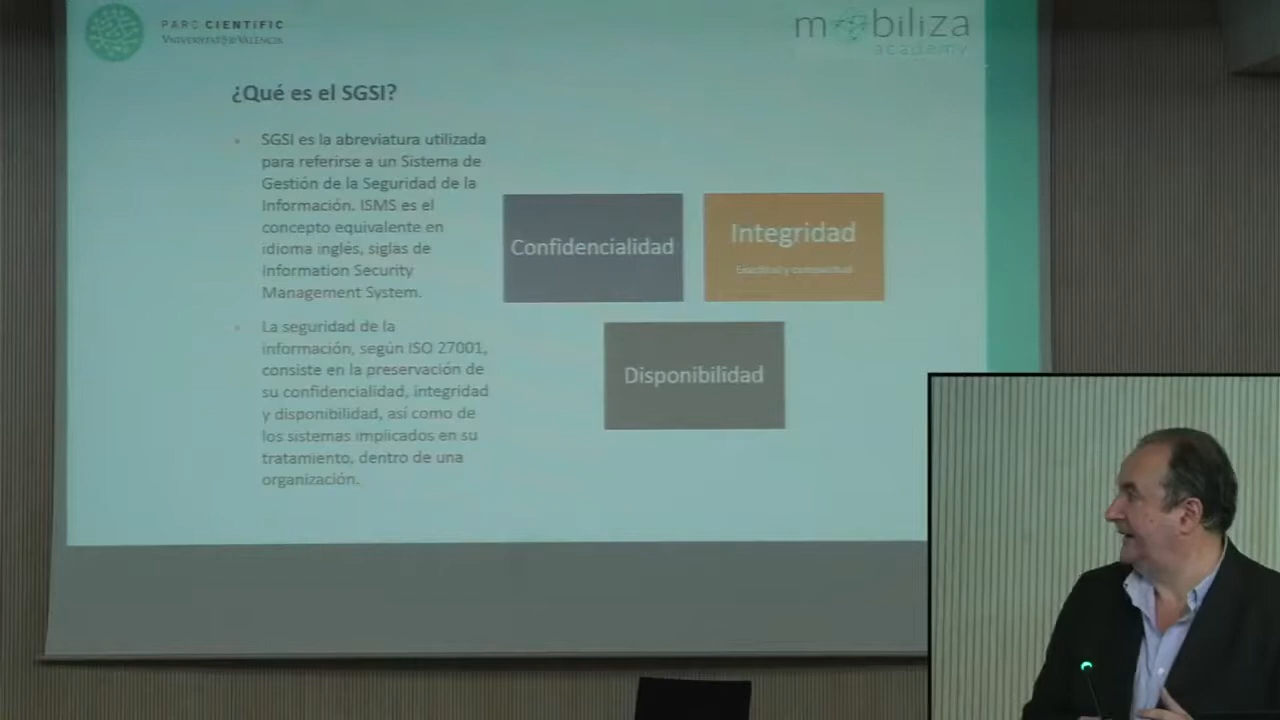 PARC CIENTÍFIC
VNIVERSITAT D VALÈNCIA
mobiliza
academy
¿Qué es el SGSI?
SGSI es la abreviatura utilizada
para referirse a un Sistema de
Gestión de la Seguridad de la
Información. ISMS es el
concepto equivalente en
idioma inglés, siglas de
Information Security
Management System.
La seguridad de la
información, según ISO 27001,
consiste en la preservación de
su confidencialidad, integridad
y disponibilidad, así como de
los sistemas implicados en su
tratamiento, dentro de una
organización.
Confidencialidad
Integridad
Disponibilidad